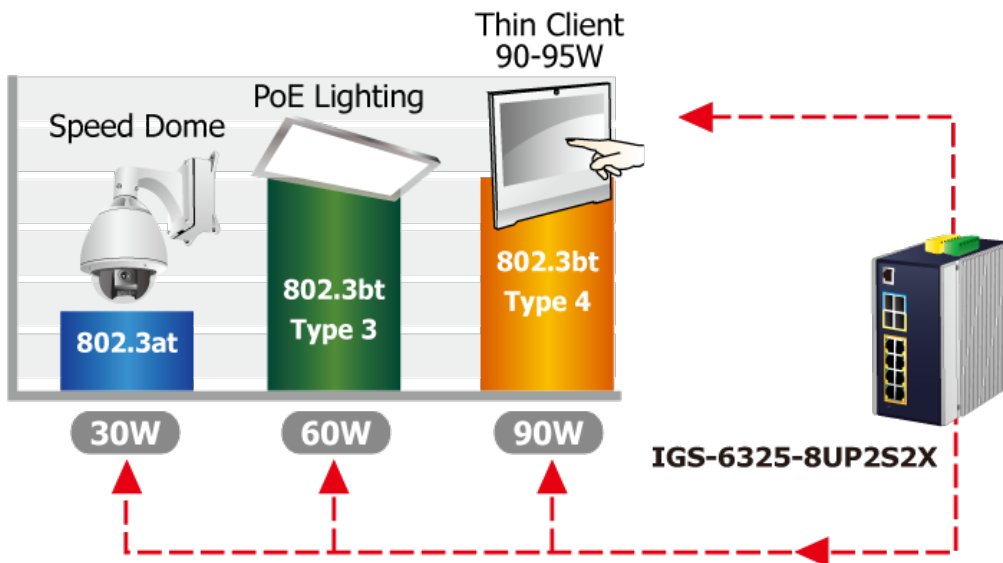 Thin Client
90-95W
PoE Lighting
Speed Dome
802.3at
802.3bt
Type 3
802.3bt
Type 4
30W
60W
90W
IGS-6325-8UP2S2X